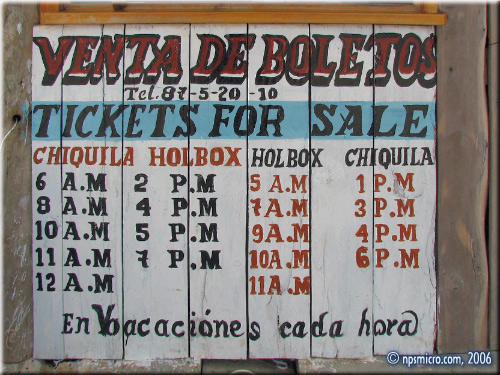 VENTA DE BOLETOS
Tel. 87-5-20-10
TICKETS FOR SALE
CHIQUILA HOLBOX HOLBOX CHIQUILA
6 A.M 2 P.M 5 A.M 1 P.M
8 A.M 4 P.M 7 A.M 3 P.M
10 A.M 5 P.M 9 A.M 4 P.M
11 A.M 7 P.M 10 A.M 6 P.M
12 A.M 11 A.M
En Vbacaciónes cada hora
© npsmicro.com, 2006